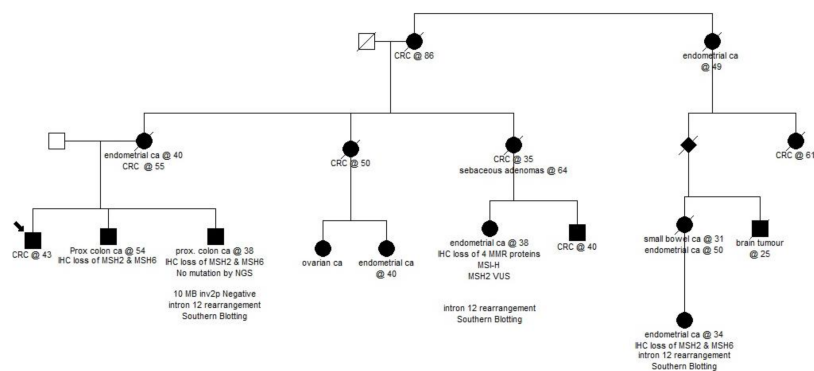 CRC @ 86
endometrial ca
@ 49
endometrial ca @ 40
CRC @ 55
CRC @ 50
CRC @ 35
sebaceous adenomas @ 64
CRC @ 61
CRC @ 43
Prox colon ca @ 54
IHC loss of MSH2 & MSH6
prox. colon ca @ 38
IHC loss of MSH2 & MSH6
No mutation by NGS
10 MB inv2p Negative
intron 12 rearrangement
Southern Blotting
ovarian ca
endometrial ca
@ 40
endometrial ca @ 38
IHC loss of 4 MMR proteins
MSI-H
MSH2 VUS
intron 12 rearrangement
Southern Blotting
CRC @ 40
small bowel ca @ 31
endometrial ca @ 50
brain tumour
@ 25
endometrial ca @ 34
IHC loss of MSH2 & MSH6
intron 12 rearrangement
Southern Blotting